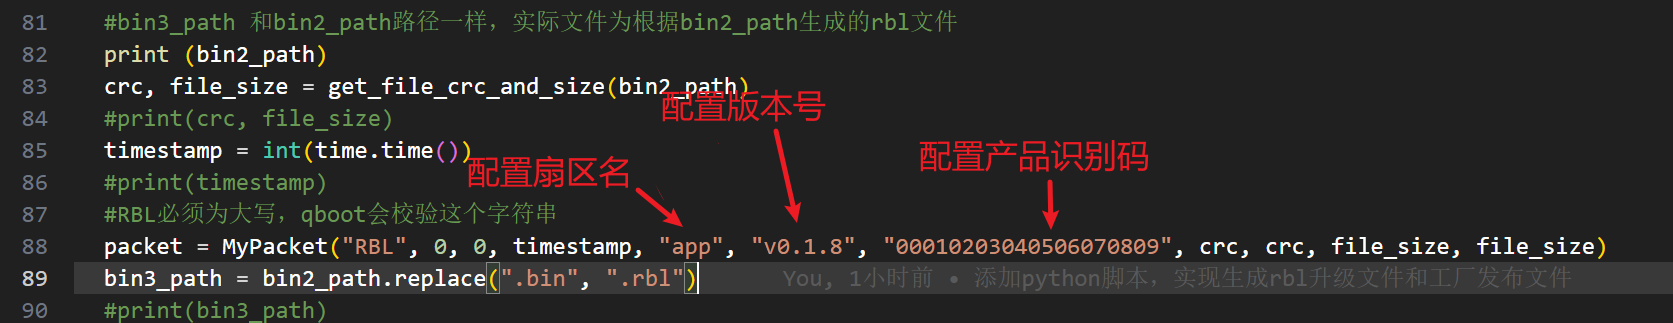 81 #bin3_path 和bin2_path路径一样，实际文件为根据bin2_path生成的rbl文件
82 print (bin2_path)
83 crc, file_size = get_file_crc_and_size(bin2_path)
配置版本号
84 #print(crc, file_size)
85 timestamp = int(time.time())
配置产品识别码
配置扇区名
86 #print(timestamp)
87 #RBL必须为大写，qboot会校验这个字符串
88 packet = MyPacket("RBL", 0, 0, timestamp, "app", "v0.1.8", "00010203040506070809", crc, crc, file_size, file_size)
89 bin3_path = bin2_path.replace(".bin", ".rbl") You, 1小时前 • 添加python脚本，实现生成rbl升级文件和工厂发布文件
90 #print(bin3_path)